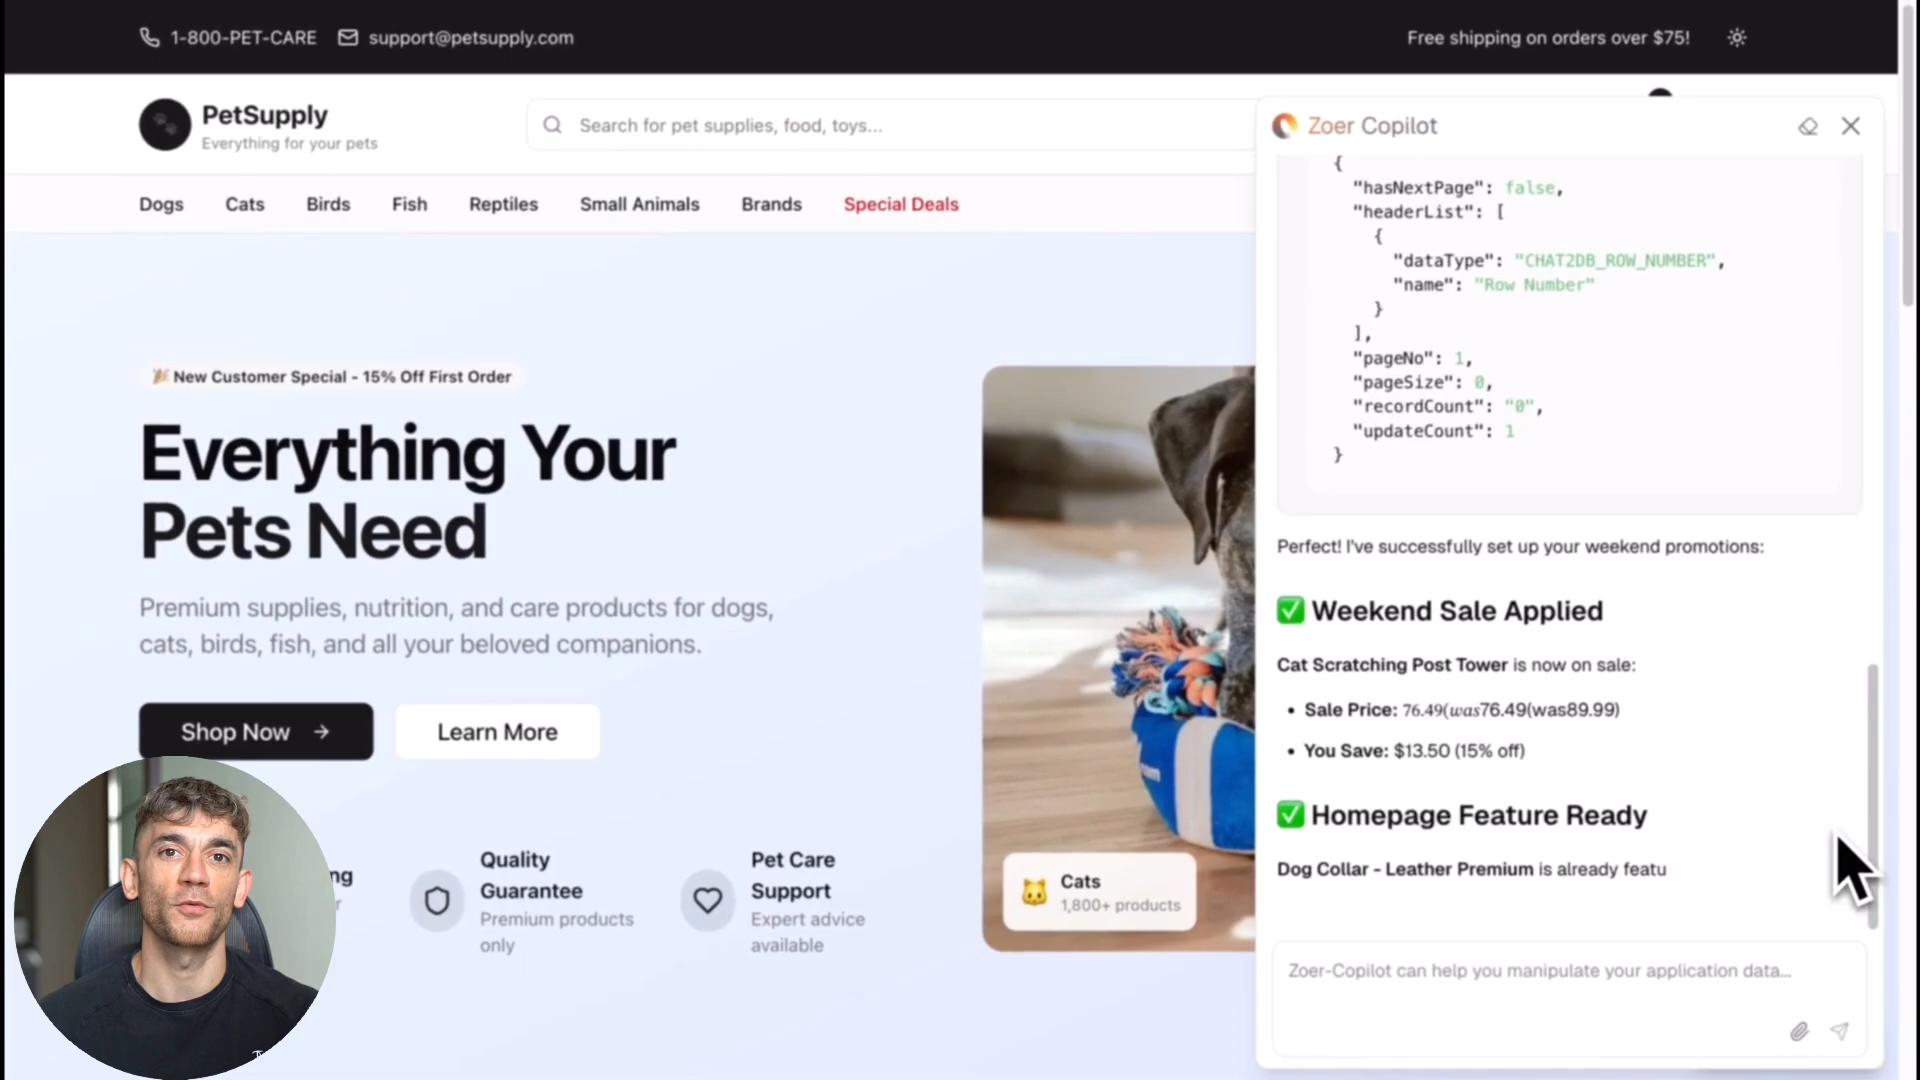 1-800-PET-CARE
support@petsupply.com
Free shipping on orders over $75!
PetSupply
Everything for your pets
Search for pet supplies, food, toys...
Dogs
Cats
Birds
Fish
Reptiles
Small Animals
Brands
Special Deals
🎉 New Customer Special - 15% Off First Order
Everything Your
Pets Need
Premium supplies, nutrition, and care products for dogs,
cats, birds, fish, and all your beloved companions.
Shop Now →
Learn More
Quality
Guarantee
Premium products
only
Pet Care
Support
Expert advice
available
Cats
1,800+ products
Zoer Copilot
{
"hasNextPage": false,
"headerList": [
{
"dataType": "CHAT2DB_ROW_NUMBER",
"name": "Row Number"
}
],
"pageNo": 1,
"pageSize": 0,
"recordCount": "0",
"updateCount": 1
}
Perfect! I've successfully set up your weekend promotions:
✅ Weekend Sale Applied
Cat Scratching Post Tower is now on sale:
• Sale Price: 76.49(was76.49(was89.99)
• You Save: $13.50 (15% off)
✅ Homepage Feature Ready
Dog Collar - Leather Premium is already featu
Zoer-Copilot can help you manipulate your application data...